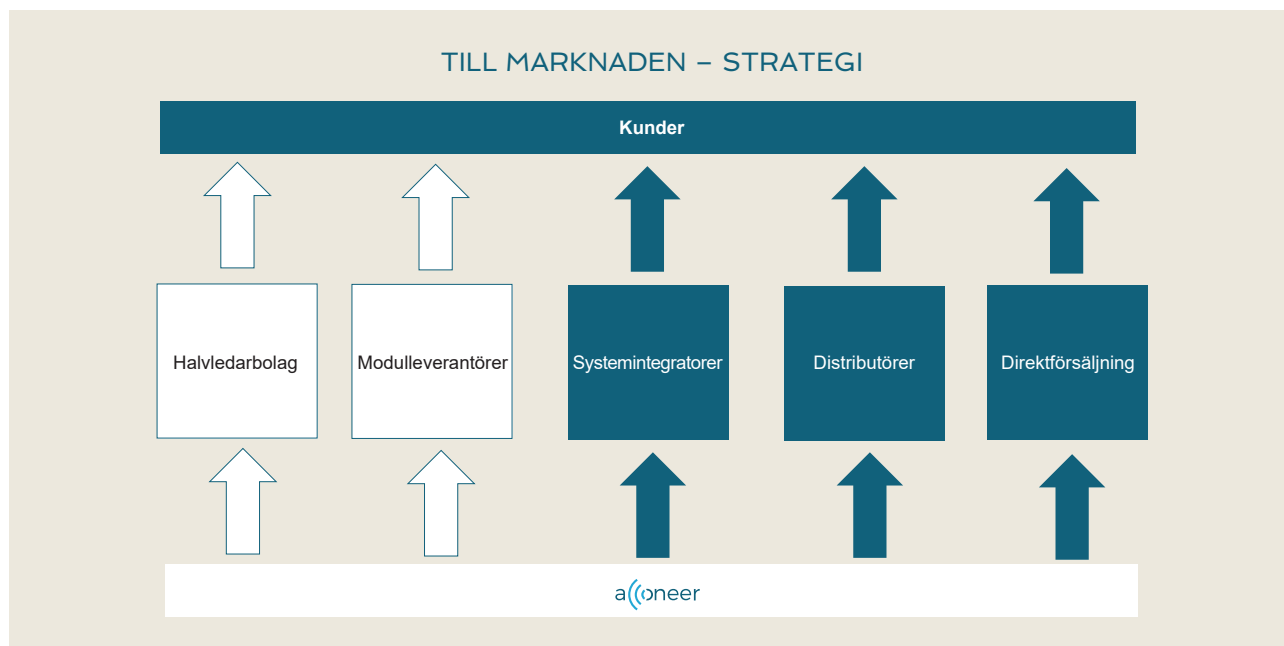 TILL MARKNADEN – STRATEGI
Kunder
Halvledarbolag
Modulleverantörer
Systemintegratorer
Distributörer
Direktförsäljning
acconeer